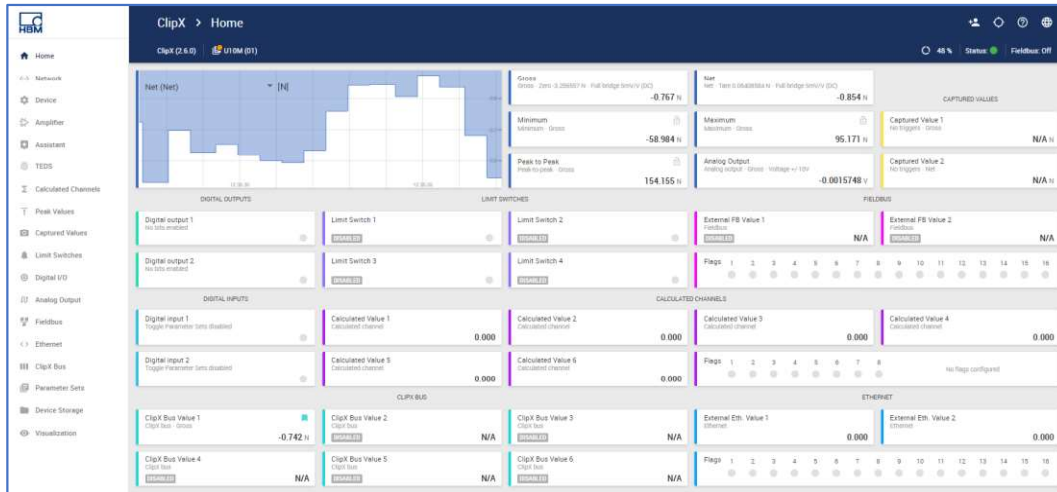 HBM
ClipX > Home
ClipX (2.6.0)
U10M (01)
48 %
Status:
Fieldbus: Off
Home
Network
Device
Amplifier
Assistant
TEDS
Calculated Channels
Peak Values
Captured Values
Limit Switches
Digital I/O
Analog Output
Fieldbus
Ethernet
ClipX Bus
Parameter Sets
Device Storage
Visualization
Net (Net)
[N]
Gross
-0.767 N
Net
-0.854 N
CAPTURED VALUES
Minimum
Minimum · Gross
-58.984 N
Maximum
Maximum · Gross
95.171 N
Captured Value 1
No triggers · Gross
N/A N
Peak to Peak
Peak-to-peak · Gross
154.155 N
Analog Output
Analog output · Gross · Voltage +/- 10V
-0.0015748 V
Captured Value 2
No triggers · Net
N/A N
DIGITAL OUTPUTS
LIMIT SWITCHES
FIELDBUS
Digital output 1
No bits enabled
Limit Switch 1
DISABLED
Limit Switch 2
DISABLED
External FB Value 1
Fieldbus
DISABLED
N/A
External FB Value 2
Fieldbus
DISABLED
N/A
Digital output 2
No bits enabled
Limit Switch 3
DISABLED
Limit Switch 4
DISABLED
Flags 1 2 3 4 5 6 7 8 9 10 11 12 13 14 15 16
DIGITAL INPUTS
CALCULATED CHANNELS
Digital input 1
Toggle Parameter Sets disabled
Calculated Value 1
Calculated channel
0.000
Calculated Value 2
Calculated channel
0.000
Calculated Value 3
Calculated channel
0.000
Calculated Value 4
Calculated channel
0.000
Digital input 2
Toggle Parameter Sets disabled
Calculated Value 5
Calculated channel
0.000
Calculated Value 6
Calculated channel
0.000
Flags 1 2 3 4 5 6 7 8
No flags configured
CLIPX BUS
ETHERNET
ClipX Bus Value 1
ClipX bus · Gross
-0.742 N
ClipX Bus Value 2
ClipX bus
DISABLED
N/A
ClipX Bus Value 3
ClipX bus
DISABLED
N/A
External Eth. Value 1
Ethernet
0.000
External Eth. Value 2
Ethernet
0.000
ClipX Bus Value 4
ClipX bus
DISABLED
N/A
ClipX Bus Value 5
ClipX bus
DISABLED
N/A
ClipX Bus Value 6
ClipX bus
DISABLED
N/A
Flags 1 2 3 4 5 6 7 8 9 10 11 12 13 14 15 16